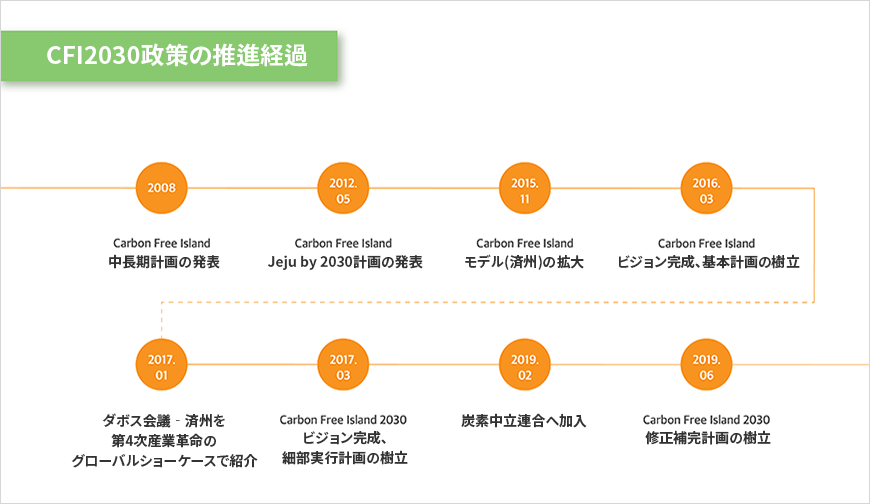 CFI2030政策の推進経過
2008
Carbon Free Island
中長期計画の発表
2012.
05
Carbon Free Island
Jeju by 2030計画の発表
2015.
11
Carbon Free Island
モデル(済州)の拡大
2016.
03
Carbon Free Island
ビジョン完成、基本計画の樹立
2017.
01
ダボス会議‐済州を
第4次産業革命の
グローバルショーケースで紹介
2017.
03
Carbon Free Island 2030
ビジョン完成、
細部実行計画の樹立
2019.
02
炭素中立連合へ加入
2019.
06
Carbon Free Island 2030
修正補完計画の樹立